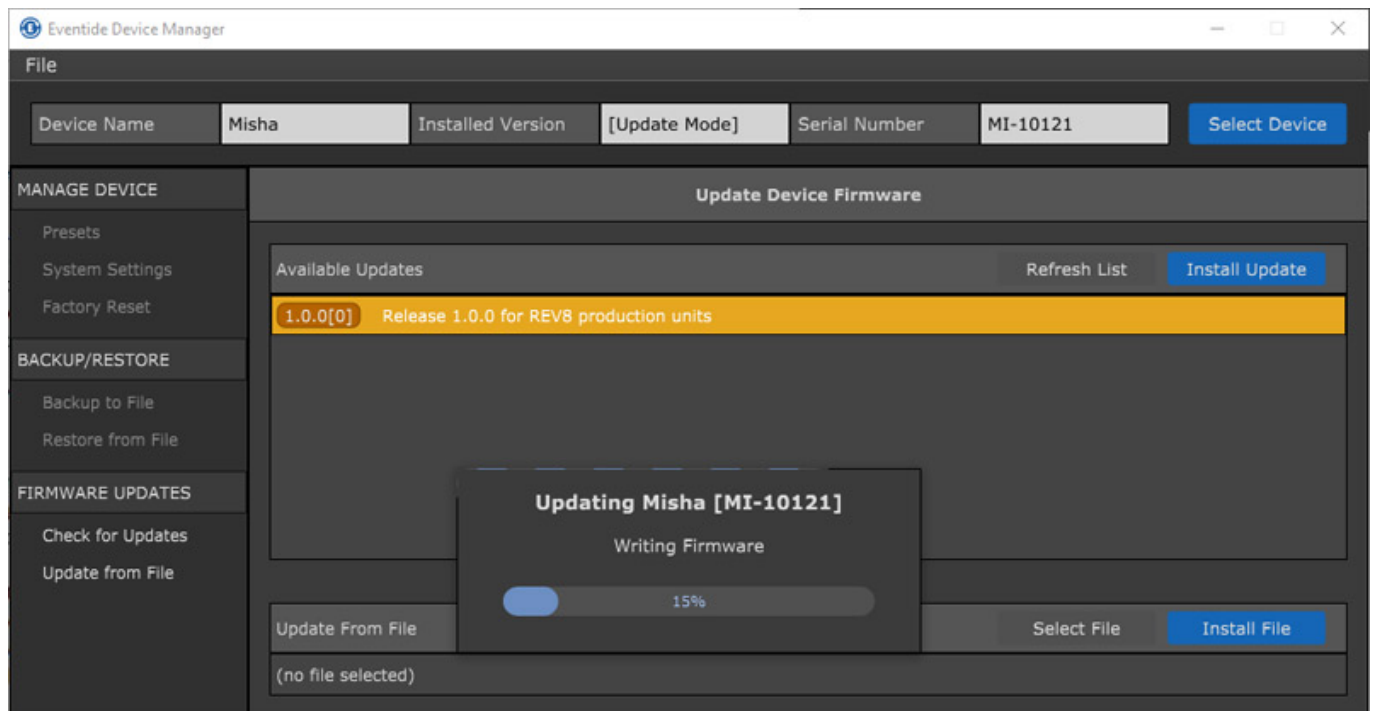 Eventide Device Manager
File
Device Name Misha Installed Version [Update Mode] Serial Number MI-10121 Select Device
MANAGE DEVICE
Presets
System Settings
Factory Reset
BACKUP/RESTORE
Backup to File
Restore from File
FIRMWARE UPDATES
Check for Updates
Update from File
Update Device Firmware
Available Updates Refresh List Install Update
1.0.0[0] Release 1.0.0 for REV8 production units
Updating Misha [MI-10121]
Writing Firmware
15%
Update From File Select File Install File
(no file selected)